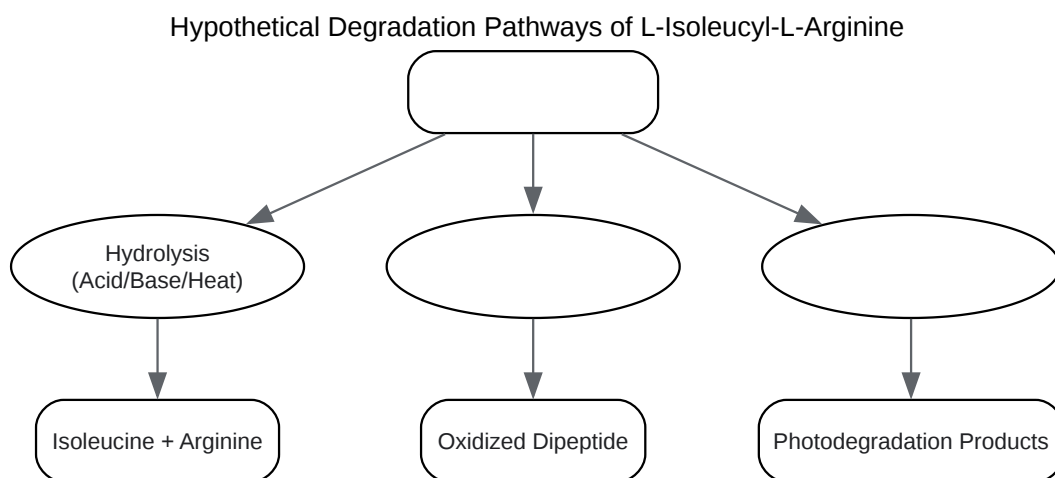 Hypothetical Degradation Pathways of L-Isoleucyl-L-Arginine
Hydrolysis
(Acid/Base/Heat)
Isoleucine + Arginine
Oxidized Dipeptide
Photodegradation Products